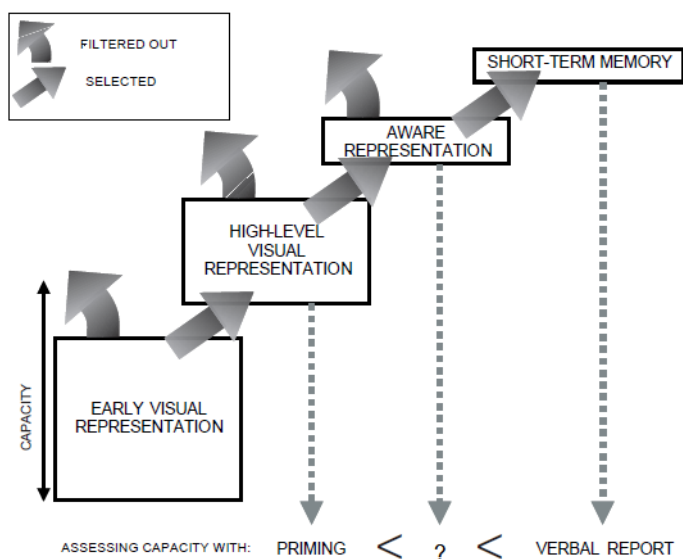 FILTERED OUT
SELECTED
SHORT-TERM MEMORY
AWARE
REPRESENTATION
HIGH-LEVEL
VISUAL
REPRESENTATION
EARLY VISUAL
REPRESENTATION
CAPACITY
ASSESSING CAPACITY WITH: PRIMING < ? < VERBAL REPORT